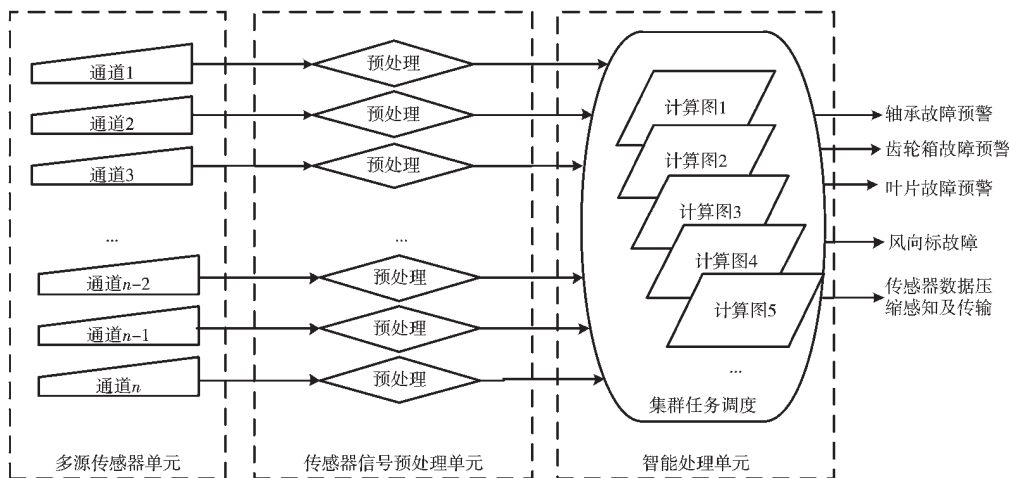 通道1
预处理
通道2
预处理
通道3
预处理
...
...
通道n-2
预处理
通道n-1
预处理
通道n
预处理
计算图1
计算图2
计算图3
计算图4
计算图5
...
集群任务调度
轴承故障预警
齿轮箱故障预警
叶片故障预警
风向标故障
传感器数据压
缩感知及传输
多源传感器单元
传感器信号预处理单元
智能处理单元